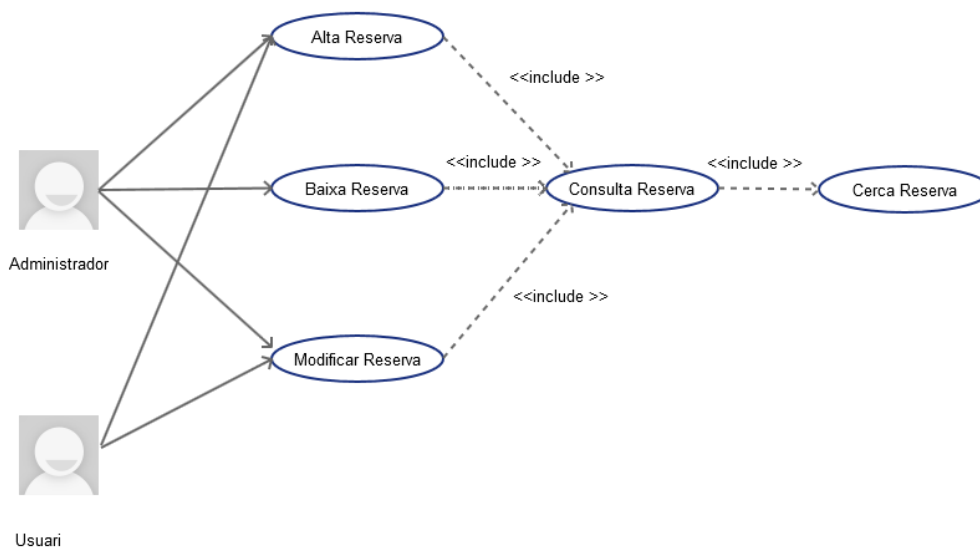 Alta Reserva
<<include >>
<<include >>
<<include >>
Baixa Reserva
Consulta Reserva
Cerca Reserva
Administrador
<<include >>
Modificar Reserva
Usuari